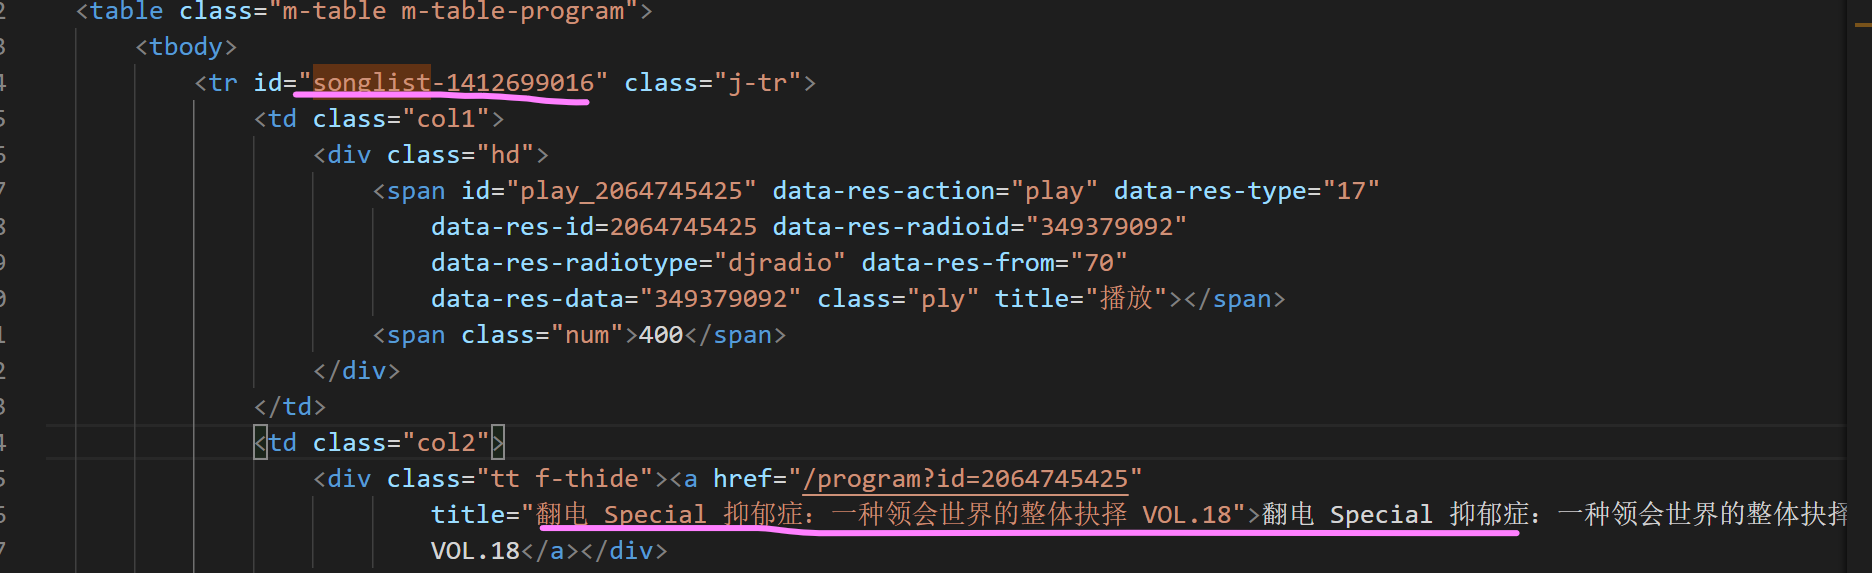 2 <table class="m-table m-table-program">
3 <tbody>
4 <tr id="songlist-1412699016" class="j-tr">
5 <td class="col1">
6 <div class="hd">
7 <span id="play_2064745425" data-res-action="play" data-res-type="17"
8 data-res-id=2064745425 data-res-radioid="349379092"
9 data-res-radiotype="djradio" data-res-from="70"
0 data-res-data="349379092" class="ply" title="播放"></span>
1 <span class="num">400</span>
2 </div>
3 </td>
4 <td class="col2">
5 <div class="tt f-thide"><a href="/program?id=2064745425"
6 title="翻电 Special 抑郁症：一种领会世界的整体抉择 VOL.18">翻电 Special 抑郁症：一种领会世界的整体抉择
7 VOL.18</a></div>